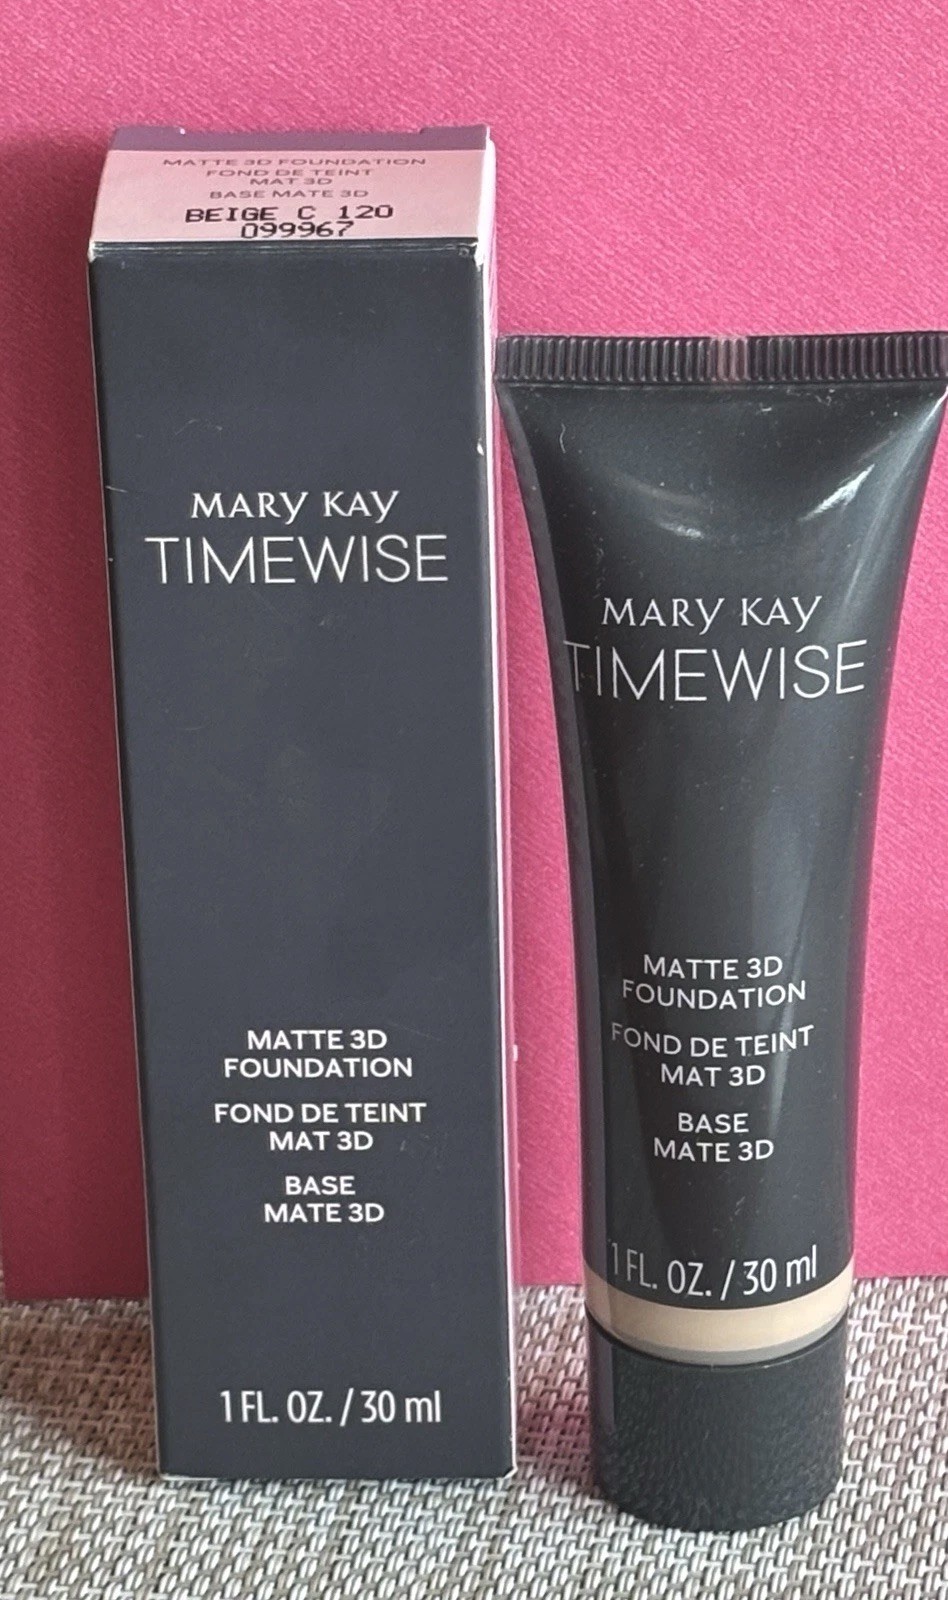 MATTE 3D FOUNDATION
FOND DE TEINT
MAT 3D
BASE MATE 3D
BEIGE C 120
099967
MARY KAY
TIMEWISE
MATTE 3D
FOUNDATION
FOND DE TEINT
MAT 3D
BASE
MATE 3D
1 FL. OZ. / 30 ml
MARY KAY
TIMEWISE
MATTE 3D
FOUNDATION
FOND DE TEINT
MAT 3D
BASE
MATE 3D
1 FL. OZ. / 30 ml